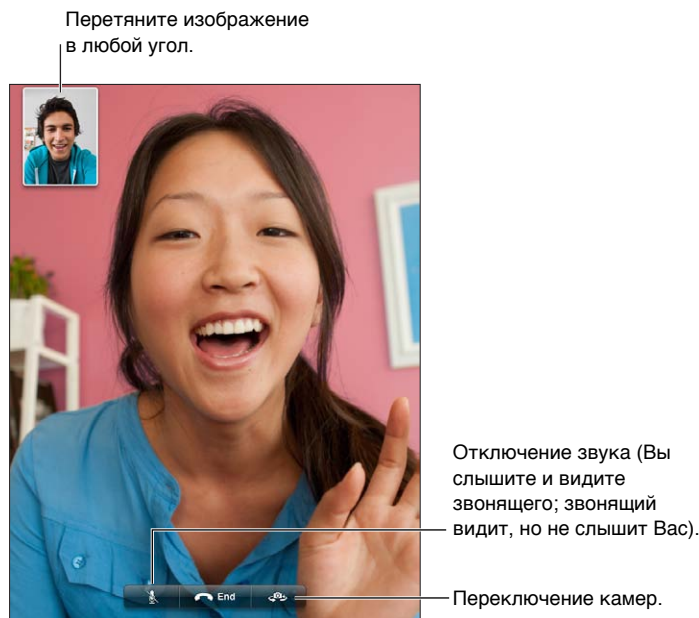 Перетяните изображение
в любой угол.
Отключение звука (Вы
слышите и видите
звонящего; звонящий
видит, но не слышит Вас).
End
Переключение камер.